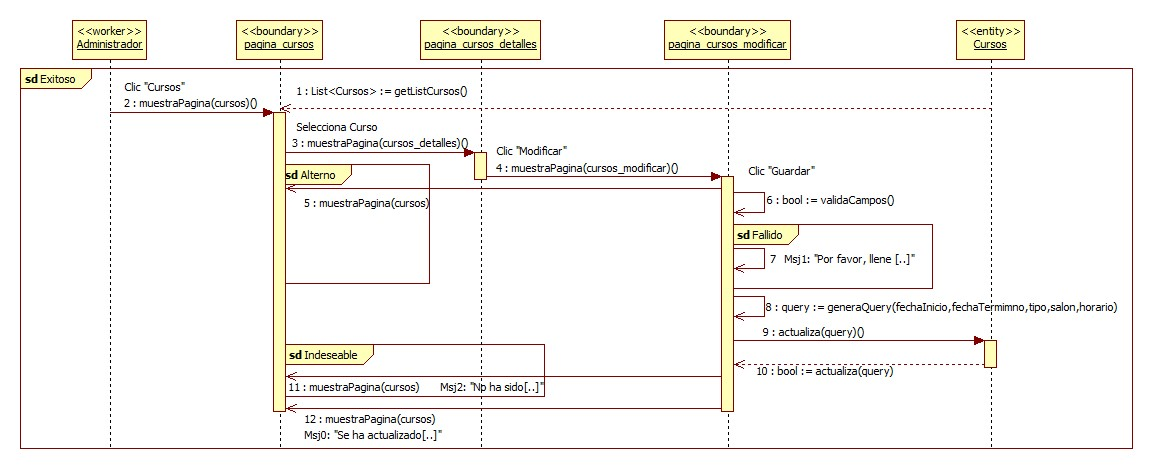 <<worker>>
Administrador
<<boundary>>
pagina_cursos
<<boundary>>
pagina_cursos_detalles
<<boundary>>
pagina_cursos_modificar
<<entity>>
Cursos
sd Exitoso
Clic "Cursos"
2 : muestraPagina(cursos)()
1 : List<Cursos> := getListCursos()
Selecciona Curso
3 : muestraPagina(cursos_detalles)()
Clic "Modificar"
4 : muestraPagina(cursos_modificar)()
Clic "Guardar"
sd Alterno
5 : muestraPagina(cursos)
6 : bool := validaCampos()
sd Fallido
7 Msj1: "Por favor, llene [..]"
8 : query := generaQuery(fechaInicio,fechaTermimno,tipo,salon,horario)
9 : actualiza(query)()
sd Indeseable
10 : bool := actualiza(query)
11 : muestraPagina(cursos) Msj2: "No ha sido[..]"
12 : muestraPagina(cursos)
Msj0: "Se ha actualizado[..]"